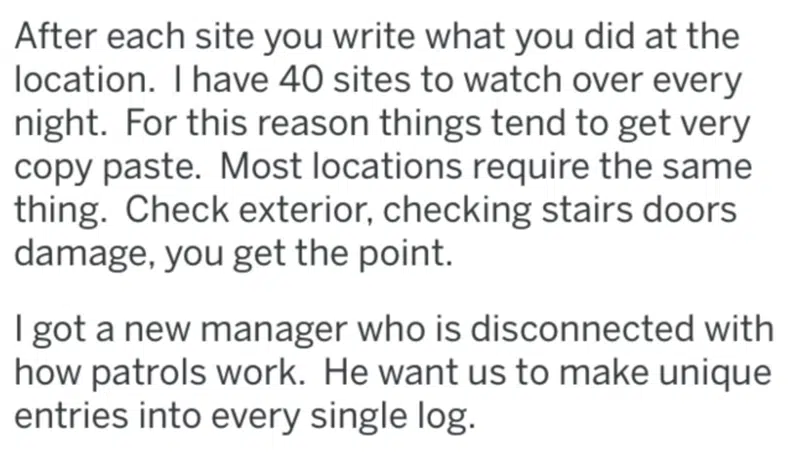 After each site you write what you did at the
location.  I have 40 sites to watch over every
night.  For this reason things tend to get very
copy paste.  Most locations require the same
thing.  Check exterior, checking stairs doors
damage, you get the point.
I got a new manager who is disconnected with
how patrols work.  He want us to make unique
entries into every single log.